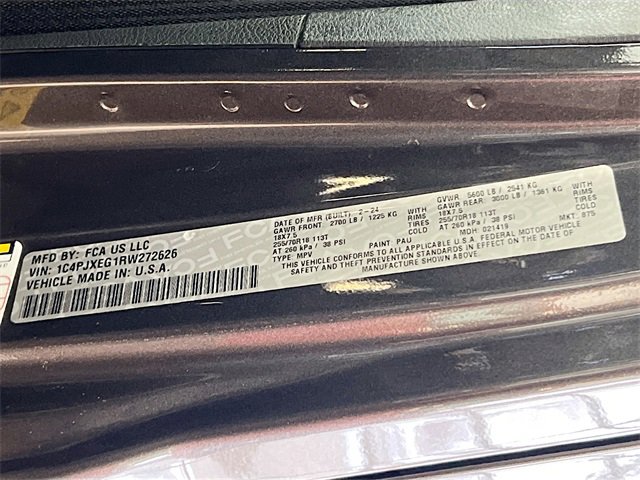 MFD BY: FCA US LLC
VIN: 1C4PJXEG1RW272626
VEHICLE MADE IN: U.S.A.
DATE OF MFR (BUILT): 2-24
GAWR FRONT: 2700 LB / 1225 KG WITH
18X7.5 RIMS
255/70R18 113T TIRES
AT 260 kPa / 38 PSI COLD
TYPE: MPV PAINT: PAU
GVWR: 5600 LB / 2541 KG
GAWR REAR: 3000 LB / 1361 KG WITH
18X7.5 RIMS
255/70R18 113T TIRES
AT 260 kPa / 38 PSI COLD
MDH: 021419 MKT: 875
THIS VEHICLE CONFORMS TO ALL APPLICABLE U.S.A. FEDERAL MOTOR VEHICLE
SAFETY STANDARDS IN EFFECT ON THE DATE OF MANUFACTURE SHOWN ABOVE.